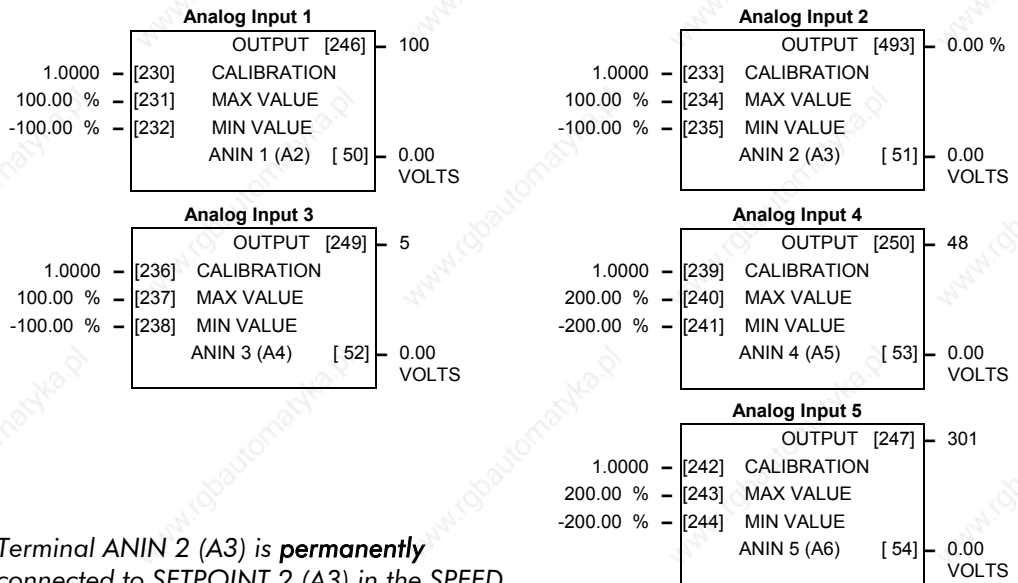 Analog Input 1
OUTPUT [246] – 100
1.0000 – [230] CALIBRATION
100.00 % – [231] MAX VALUE
-100.00 % – [232] MIN VALUE
ANIN 1 (A2) [ 50] – 0.00
VOLTS
Analog Input 2
OUTPUT [493] – 0.00 %
1.0000 – [233] CALIBRATION
100.00 % – [234] MAX VALUE
-100.00 % – [235] MIN VALUE
ANIN 2 (A3) [ 51] – 0.00
VOLTS
Analog Input 3
OUTPUT [249] – 5
1.0000 – [236] CALIBRATION
100.00 % – [237] MAX VALUE
-100.00 % – [238] MIN VALUE
ANIN 3 (A4) [ 52] – 0.00
VOLTS
Analog Input 4
OUTPUT [250] – 48
1.0000 – [239] CALIBRATION
200.00 % – [240] MAX VALUE
-200.00 % – [241] MIN VALUE
ANIN 4 (A5) [ 53] – 0.00
VOLTS
Analog Input 5
OUTPUT [247] – 301
1.0000 – [242] CALIBRATION
200.00 % – [243] MAX VALUE
-200.00 % – [244] MIN VALUE
ANIN 5 (A6) [ 54] – 0.00
VOLTS
Terminal ANIN 2 (A3) is permanently
connected to SETPOINT 2 (A3) in the SPEED
www.rgbautomatyka.pl